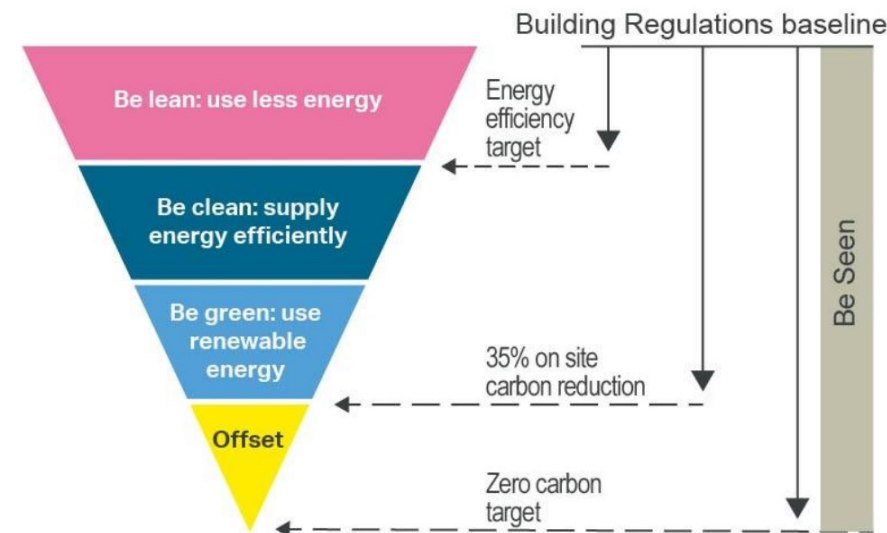 Building Regulations baseline
Be lean: use less energy
Energy
efficiency
target
Be clean: supply
energy efficiently
Be Seen
Be green: use
renewable
energy
35% on site
carbon reduction
Offset
Zero carbon
target